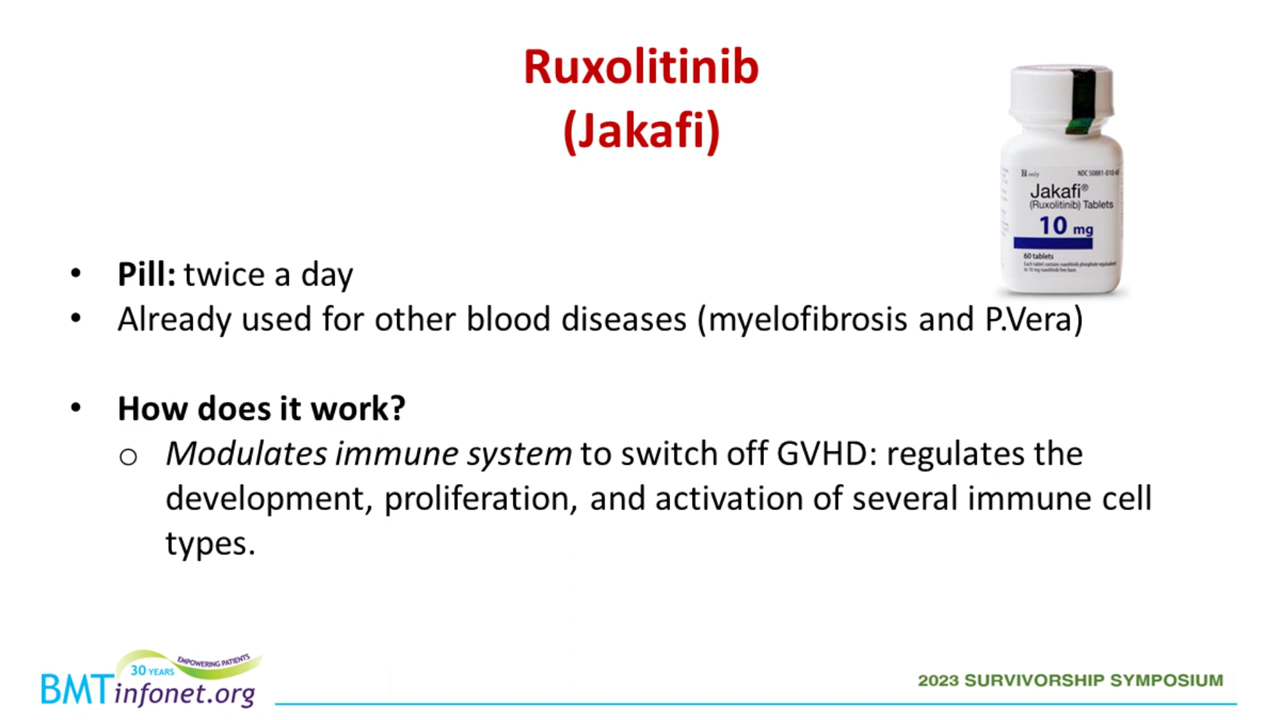 Ruxolitinib
(Jakafi)
℞ only
Jakafi®
(Ruxolitinib) Tablets
10 mg
60 tablets
• Pill: twice a day
• Already used for other blood diseases (myelofibrosis and P.Vera)
• How does it work?
o Modulates immune system to switch off GVHD: regulates the
development, proliferation, and activation of several immune cell
types.
30 YEARS EMPOWERING PATIENTS
BMTinfonet.org
2023 SURVIVORSHIP SYMPOSIUM